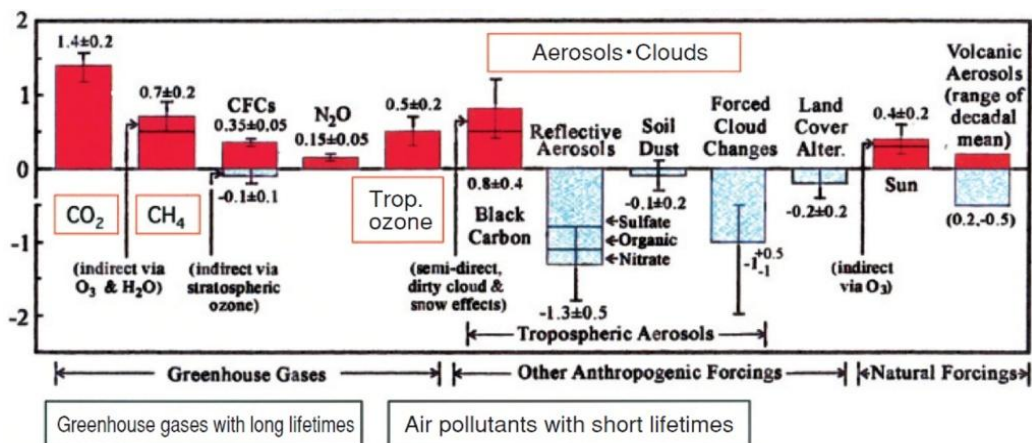 2
1
0
-1
-2
1.4±0.2
CO2
0.7±0.2
CH4
(indirect via
O3 & H2O)
CFCs
0.35±0.05
-0.1±0.1
(indirect via
stratospheric
ozone)
N2O
0.15±0.05
0.5±0.2
Trop.
ozone
Aerosols·Clouds
0.8±0.4
Black
Carbon
(semi-direct,
dirty cloud &
snow effects)
Reflective
Aerosols
Sulfate
Organic
Nitrate
-1.3±0.5
Soil
Dust
-0.1±0.2
Forced
Cloud
Changes
-1 +0.5 -1
Land
Cover
Alter.
-0.2±0.2
0.4±0.2
Sun
(indirect
via O3)
Volcanic
Aerosols
(range of
decadal
mean)
(0.2,-0.5)
Tropospheric Aerosols
Greenhouse Gases
Other Anthropogenic Forcings
Natural Forcings
Greenhouse gases with long lifetimes
Air pollutants with short lifetimes